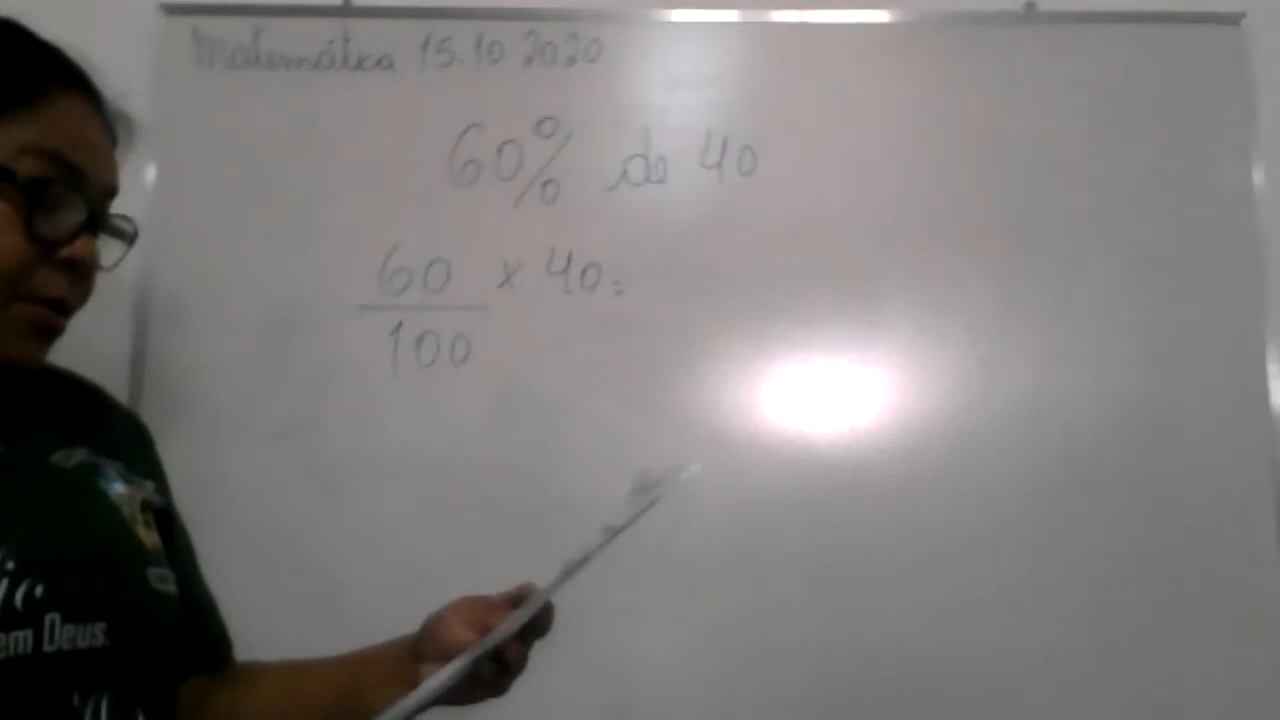 Matemática 15.10.2020
60% de 40
60 x 40=
100
em Deus.